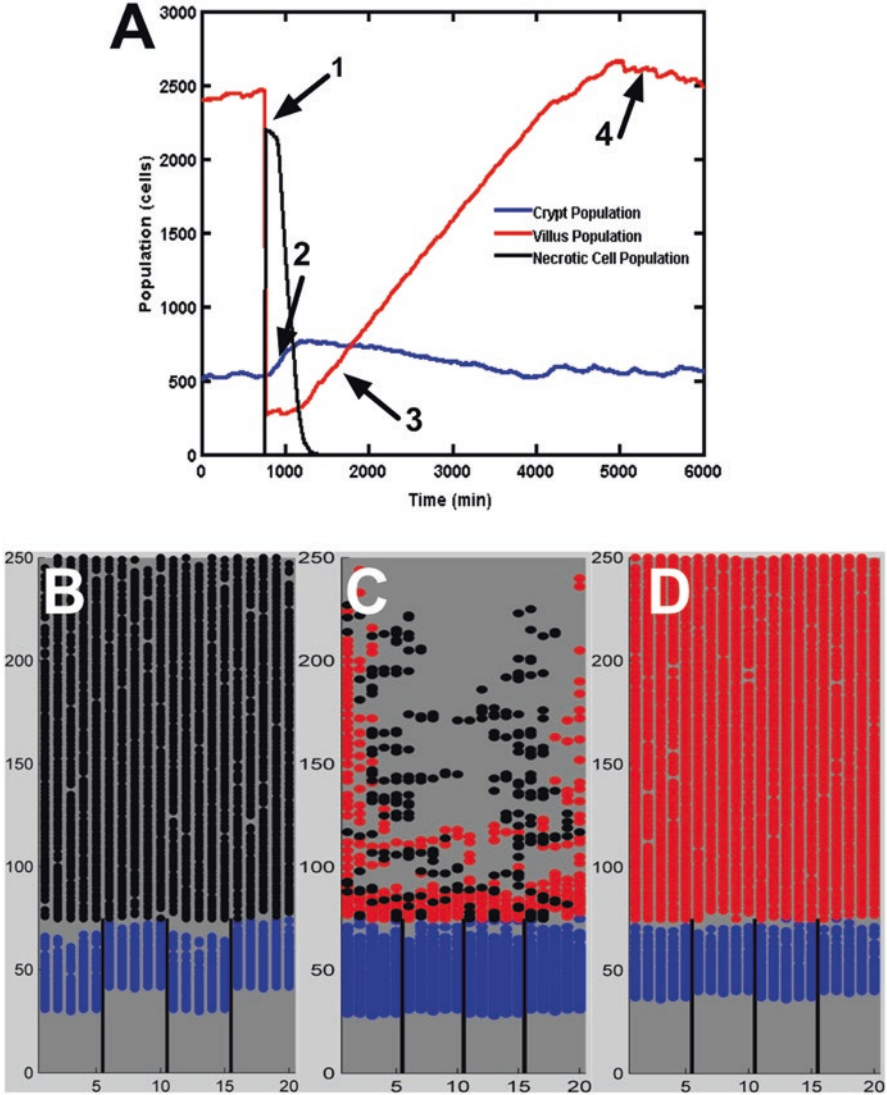 A
3000
2500
2000
1500
1000
500
0
Population (cells)
1
2
3
4
Crypt Population
Villus Population
Necrotic Cell Population
0 1000 2000 3000 4000 5000 6000
Time (min)
B
250
200
150
100
50
0
5 10 15 20
C
250
200
150
100
50
0
5 10 15 20
D
250
200
150
100
50
0
5 10 15 20